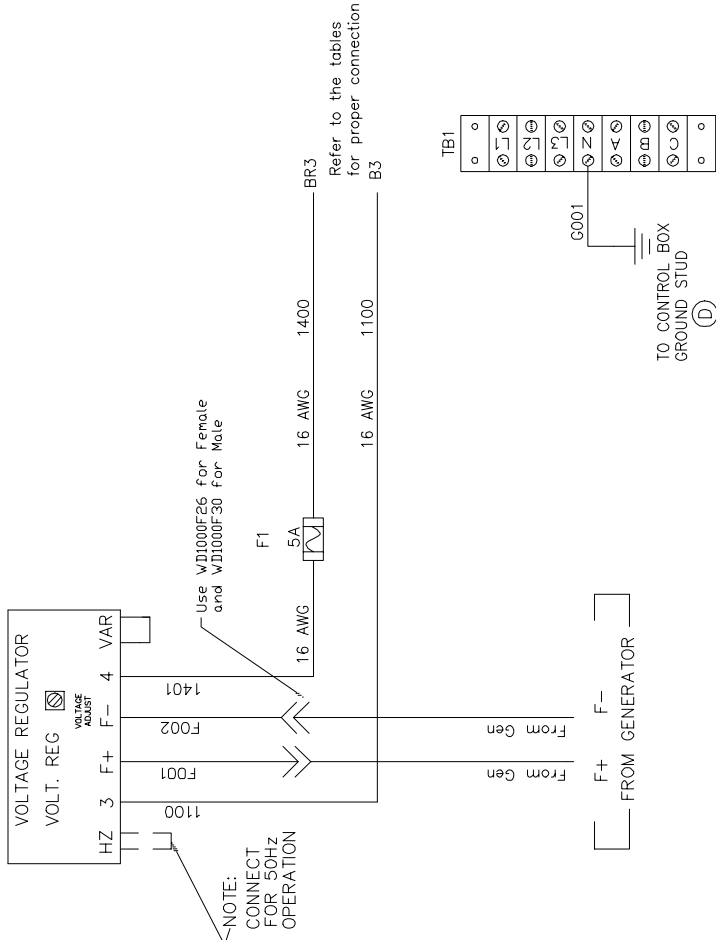 VOLTAGE REGULATOR
VOLT. REG
VOLTAGE
ADJUST
HZ
3
F+
F-
4
VAR
1100
F001
F002
1401
NOTE:
CONNECT
FOR 50Hz
OPERATION
Use WD1000F26 for Female
and WD1000F30 for Male
16 AWG
F1
5A
16 AWG
1400
BR3
Refer to the tables
for proper connection
16 AWG
1100
B3
From Gen
From Gen
F+
F-
FROM GENERATOR
TB1
L1
L2
L3
N
A
B
C
G001
TO CONTROL BOX
GROUND STUD
D